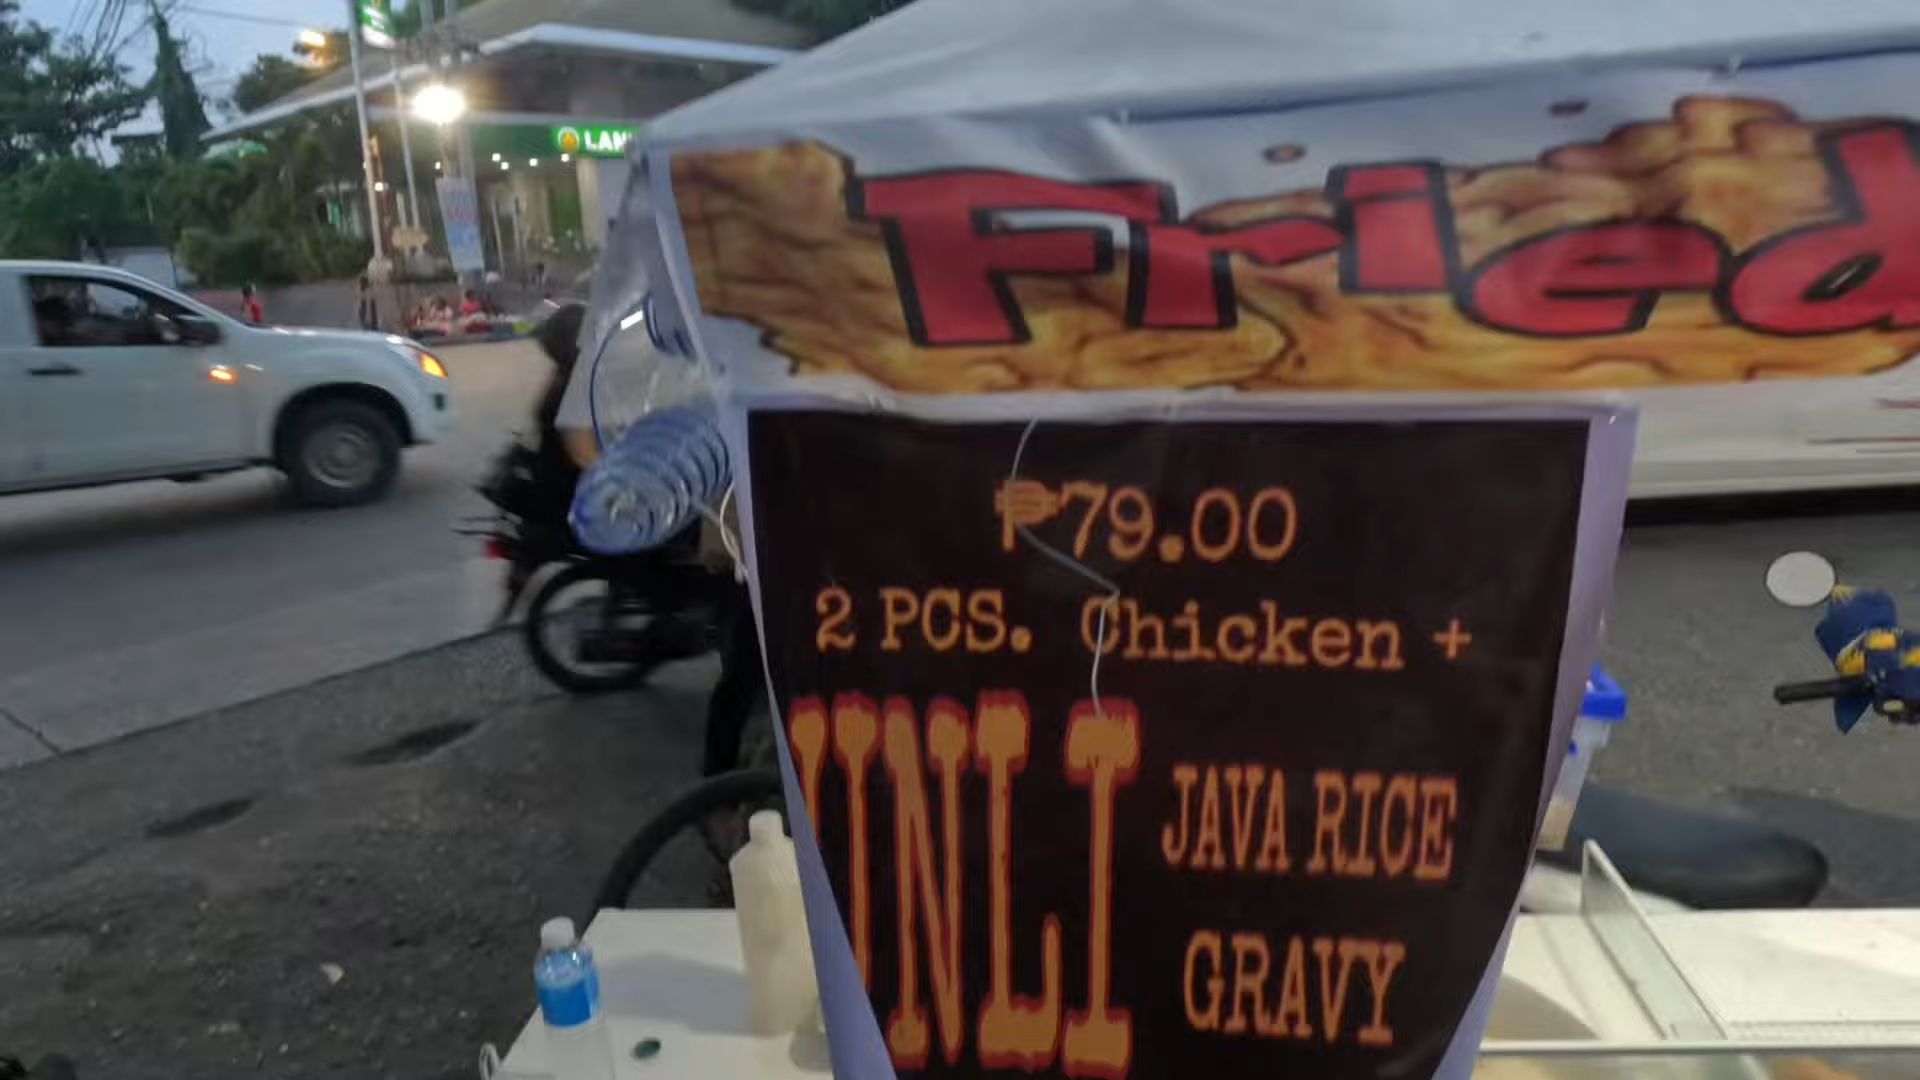 Fried
₱79.00
2 PCS. Chicken +
UNLI
JAVA RICE
GRAVY